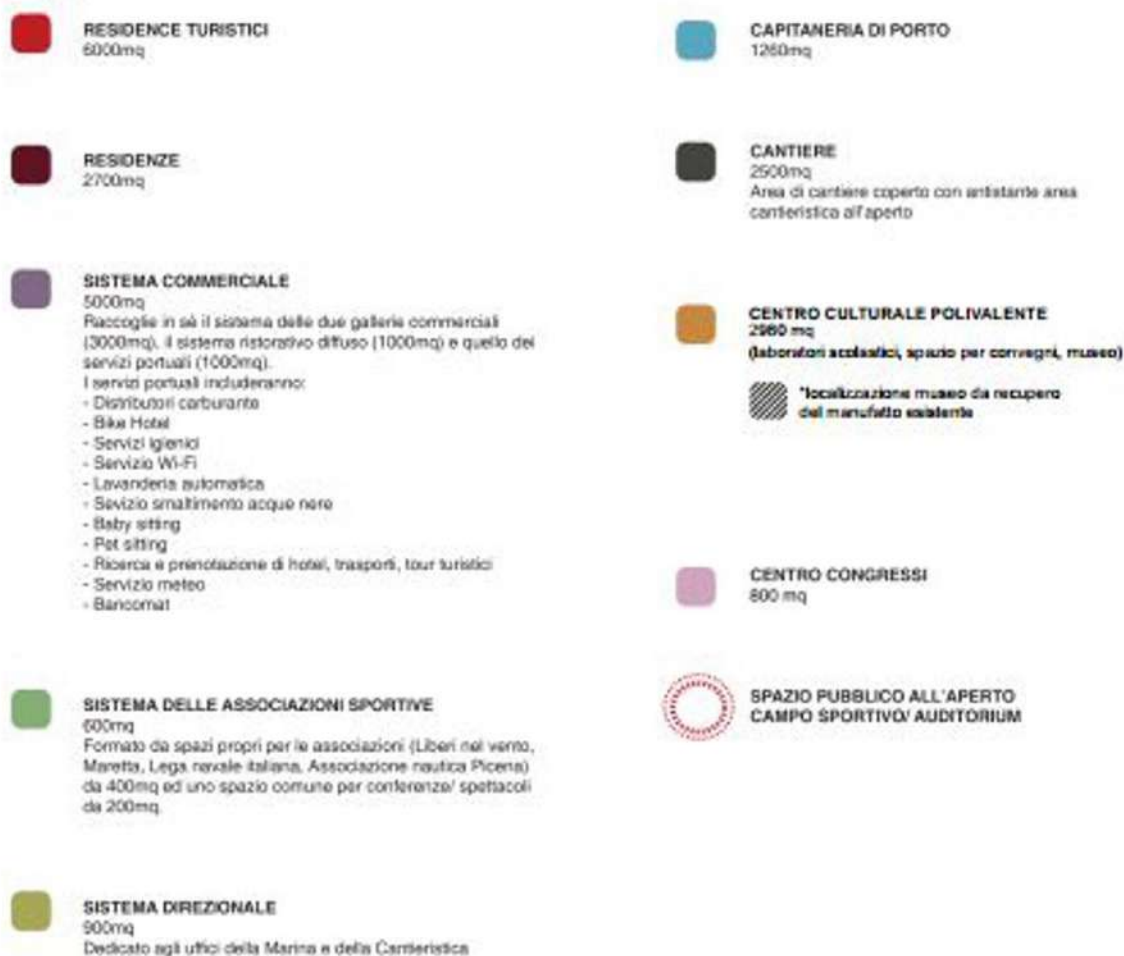 RESIDENCE TURISTICI
6000mq
RESIDENZE
2700mq
SISTEMA COMMERCIALE
5000mq
Raccoglie in sè il sistema delle due gallerie commerciali
(3000mq), il sistema ristorativo diffuso (1000mq) e quello dei
servizi portuali (1000mq).
I servizi portuali includeranno:
- Distributori carburante
- Bike Hotel
- Servizi igienici
- Servizio Wi-Fi
- Lavanderia automatica
- Sevizio smaltimento acque nere
- Baby sitting
- Pet sitting
- Ricerca e prenotazione di hotel, trasporti, tour turistici
- Servizio meteo
- Bancomat
SISTEMA DELLE ASSOCIAZIONI SPORTIVE
600mq
Formato da spazi propri per le associazioni (Liberi nel vento,
Maretta, Lega navale italiana, Associazione nautica Picena)
da 400mq ed uno spazio comune per conferenze/ spettacoli
da 200mq.
SISTEMA DIREZIONALE
900mq
Dedicato agli uffici della Marina e della Cantieristica
CAPITANERIA DI PORTO
1260mq
CANTIERE
2500mq
Area di cantiere coperto con antistante area
cantieristica all'aperto
CENTRO CULTURALE POLIVALENTE
2980 mq
(laboratori scolastici, spazio per convegni, museo)
*localizzazione museo da recupero
del manufatto esistente
CENTRO CONGRESSI
800 mq
SPAZIO PUBBLICO ALL'APERTO
CAMPO SPORTIVO/ AUDITORIUM